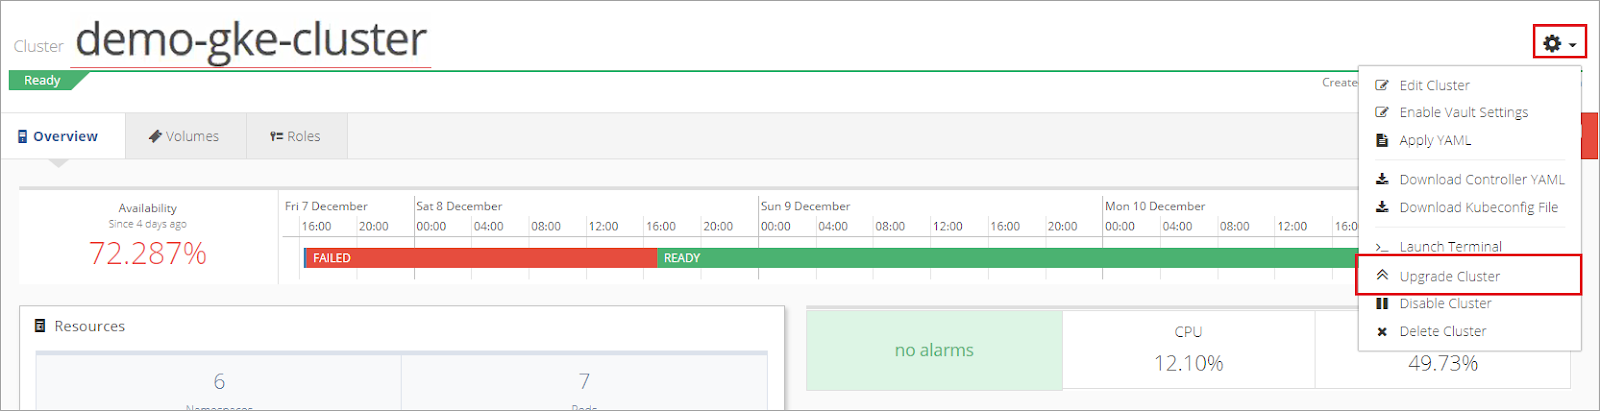 Cluster demo-gke-cluster
Ready
Create
Overview Volumes Roles
Edit Cluster
Enable Vault Settings
Apply YAML
Download Controller YAML
Download Kubeconfig File
Launch Terminal
Upgrade Cluster
Disable Cluster
Delete Cluster
Availability
Since 4 days ago
72.287%
Fri 7 December Sat 8 December Sun 9 December Mon 10 December
16:00 20:00 00:00 04:00 08:00 12:00 16:00 20:00 00:00 04:00 08:00 12:00 16:00 20:00 00:00 04:00 08:00 12:00 16:0
FAILED READY
Resources
6 7
Namespaces Pods
no alarms
CPU
12.10% 49.73%